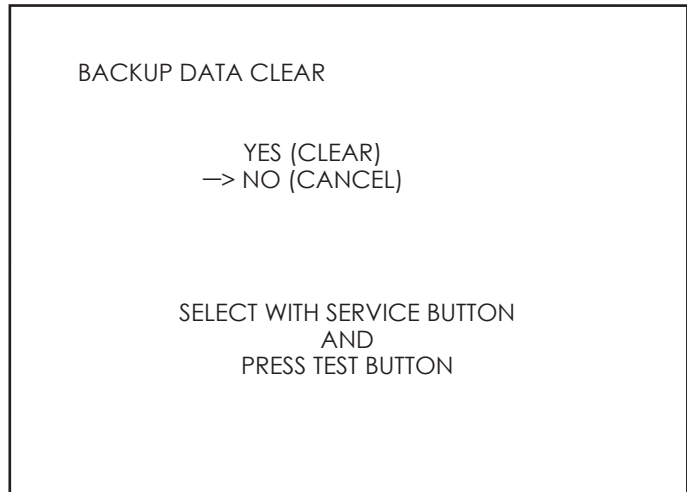 BACKUP DATA CLEAR
YES (CLEAR)
—> NO (CANCEL)
SELECT WITH SERVICE BUTTON
AND
PRESS TEST BUTTON